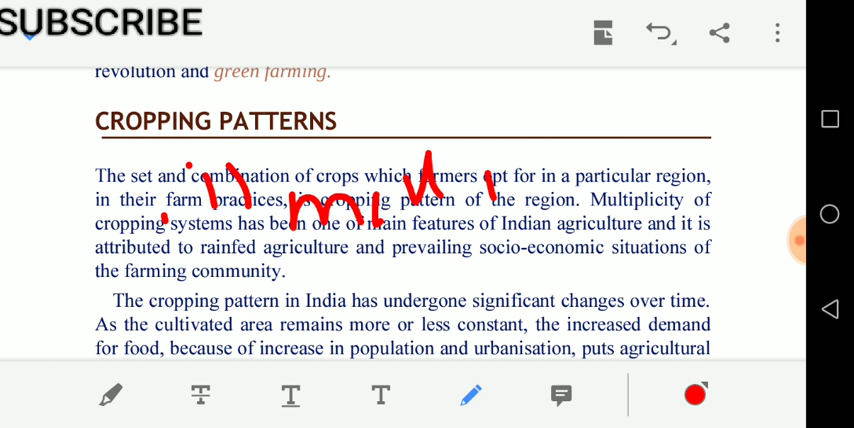 SUBSCRIBE
revolution and green farming.
CROPPING PATTERNS
The set and combination of crops which farmers opt for in a particular region,
in their farm practices, is cropping pattern of the region. Multiplicity of
cropping systems has been one of main features of Indian agriculture and it is
attributed to rainfed agriculture and prevailing socio-economic situations of
the farming community.
The cropping pattern in India has undergone significant changes over time.
As the cultivated area remains more or less constant, the increased demand
for food, because of increase in population and urbanisation, puts agricultural